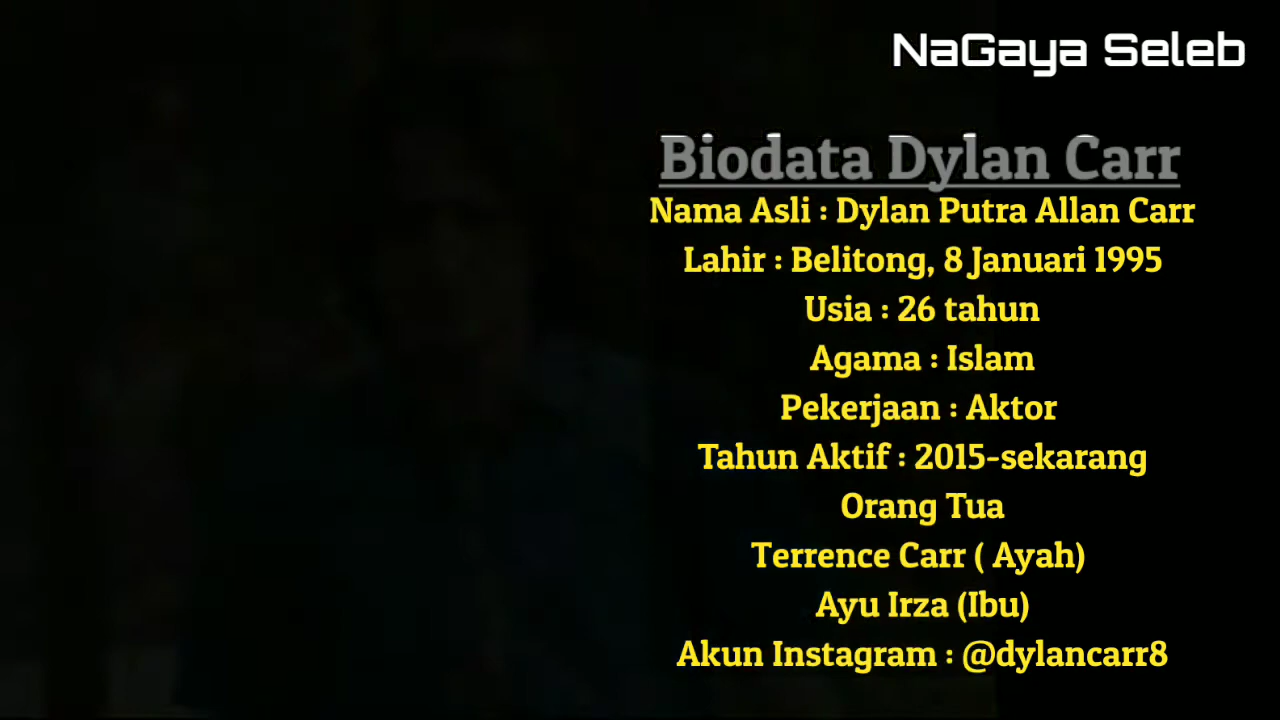 NaGaya Seleb
Biodata Dylan Carr
Nama Asli : Dylan Putra Allan Carr
Lahir : Belitong, 8 Januari 1995
Usia : 26 tahun
Agama : Islam
Pekerjaan : Aktor
Tahun Aktif : 2015-sekarang
Orang Tua
Terrence Carr ( Ayah)
Ayu Irza (Ibu)
Akun Instagram : @dylancarr8